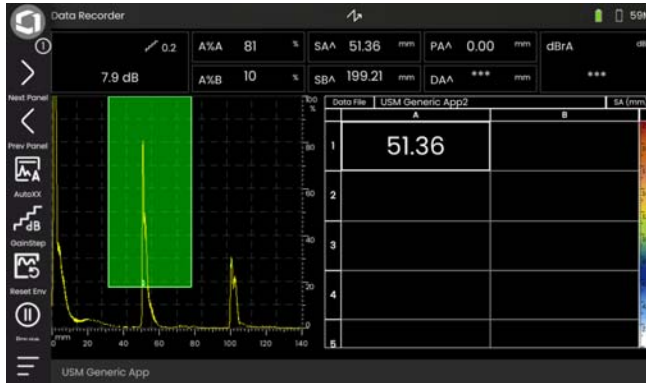 Data Recorder
59
1
0.2
7.9 dB
A%A 81 %
A%B 10 %
SA^ 51.36 mm
SB^ 199.21 mm
PA^ 0.00 mm
DA^ *** mm
dBrA
***
Next Panel
Prev Panel
AutoXX
dB
GainStep
Reset Env
100
%
80
60
40
20
0
0 mm 20 40 60 80 100 120 140
Data File USM Generic App2 SA (mm
A B
1 51.36
2
3
4
5
USM Generic App